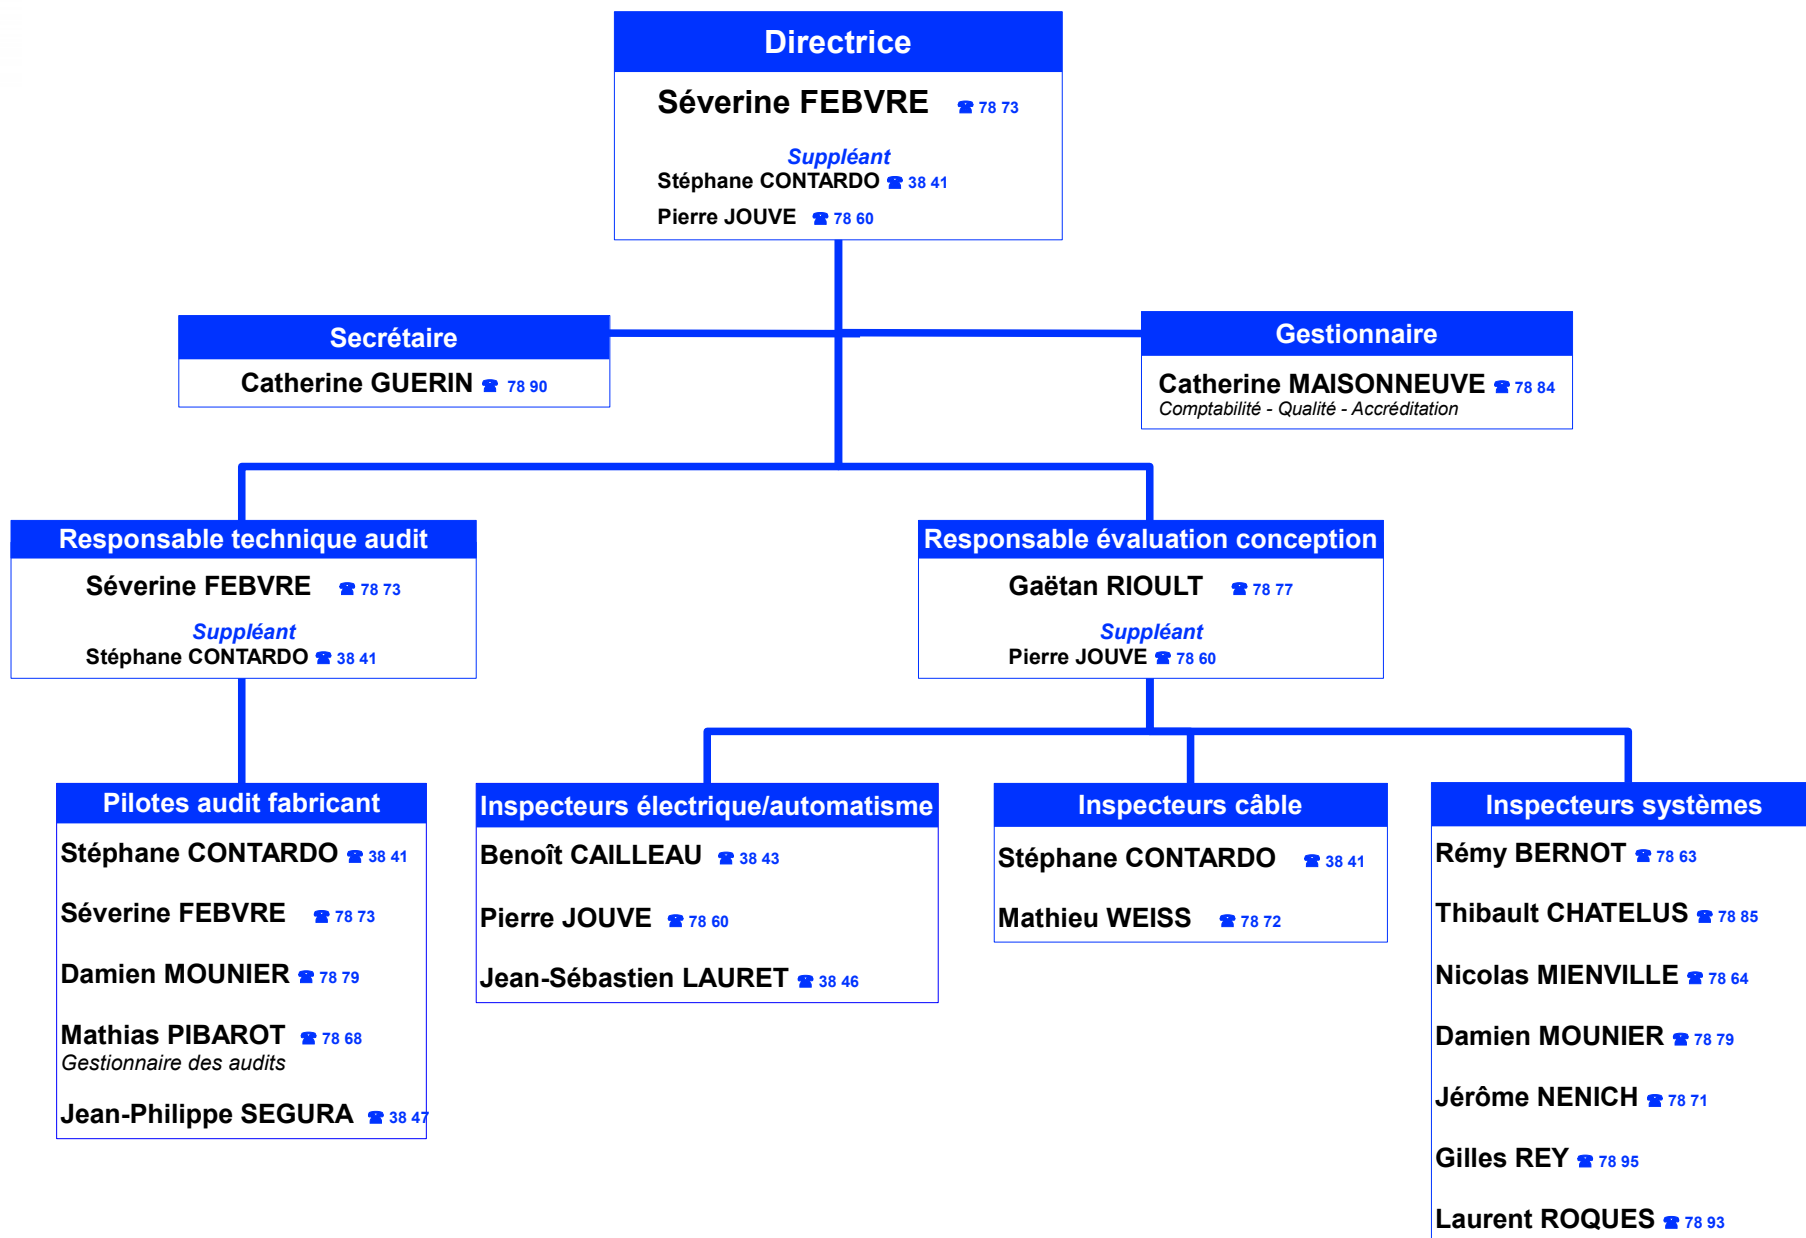 Directrice
Séverine FEBVRE ☎ 78 73
Suppléant
Stéphane CONTARDO ☎ 38 41
Pierre JOUVE ☎ 78 60
Secrétaire
Catherine GUERIN ☎ 78 90
Gestionnaire
Catherine MAISONNEUVE ☎ 78 84
Comptabilité - Qualité - Accréditation
Responsable technique audit
Séverine FEBVRE ☎ 78 73
Suppléant
Stéphane CONTARDO ☎ 38 41
Responsable évaluation conception
Gaëtan RIOULT ☎ 78 77
Suppléant
Pierre JOUVE ☎ 78 60
Pilotes audit fabricant
Stéphane CONTARDO ☎ 38 41
Séverine FEBVRE ☎ 78 73
Damien MOUNIER ☎ 78 79
Mathias PIBAROT ☎ 78 68
Gestionnaire des audits
Jean-Philippe SEGURA ☎ 38 47
Inspecteurs électrique/automatisme
Benoît CAILLEAU ☎ 38 43
Pierre JOUVE ☎ 78 60
Jean-Sébastien LAURET ☎ 38 46
Inspecteurs câble
Stéphane CONTARDO ☎ 38 41
Mathieu WEISS ☎ 78 72
Inspecteurs systèmes
Rémy BERNOT ☎ 78 63
Thibault CHATELUS ☎ 78 85
Nicolas MIENVILLE ☎ 78 64
Damien MOUNIER ☎ 78 79
Jérôme NENICH ☎ 78 71
Gilles REY ☎ 78 95
Laurent ROQUES ☎ 78 93